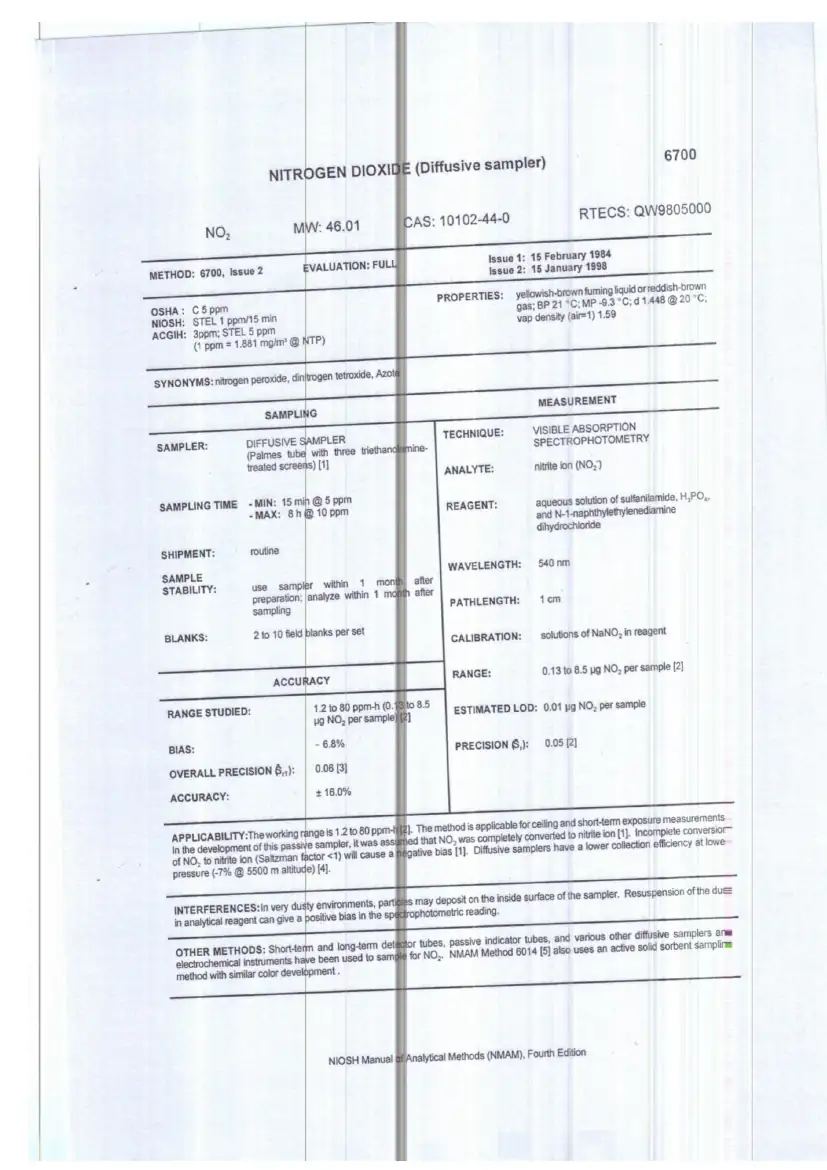 6700
NITROGEN DIOXIDE (Diffusive sampler)
NO₂ MW: 46.01 CAS: 10102-44-0 RTECS: QW9805000
METHOD: 6700, Issue 2 EVALUATION: FULL Issue 1: 15 February 1984
Issue 2: 15 January 1998
OSHA : C 5 ppm
NIOSH: STEL 1 ppm/15 min
ACGIH: 3ppm; STEL 5 ppm
(1 ppm = 1.881 mg/m³ @ NTP)
PROPERTIES: yellowish-brown fuming liquid or reddish-brown
gas; BP 21 °C; MP -9.3 °C; d 1.448 @ 20 °C;
vap density (air=1) 1.59
SYNONYMS: nitrogen peroxide, dinitrogen tetroxide, Azote
SAMPLING
SAMPLER: DIFFUSIVE SAMPLER
(Palmes tube with three triethanolamine-
treated screens) [1]
SAMPLING TIME - MIN: 15 min @ 5 ppm
- MAX: 8 h @ 10 ppm
SHIPMENT: routine
SAMPLE
STABILITY: use sampler within 1 month after
preparation; analyze within 1 month after
sampling
BLANKS: 2 to 10 field blanks per set
ACCURACY
RANGE STUDIED: 1.2 to 80 ppm-h (0.13 to 8.5
µg NO₂ per sample) [2]
BIAS: - 6.8%
OVERALL PRECISION (Ŝrт): 0.06 [3]
ACCURACY: ± 16.0%
MEASUREMENT
TECHNIQUE: VISIBLE ABSORPTION
SPECTROPHOTOMETRY
ANALYTE: nitrite ion (NO₂⁻)
REAGENT: aqueous solution of sulfanilamide, H₃PO₄,
and N-1-naphthylethylenediamine
dihydrochloride
WAVELENGTH: 540 nm
PATHLENGTH: 1 cm
CALIBRATION: solutions of NaNO₂ in reagent
RANGE: 0.13 to 8.5 µg NO₂ per sample [2]
ESTIMATED LOD: 0.01 µg NO₂ per sample
PRECISION (Ŝr): 0.05 [2]
APPLICABILITY: The working range is 1.2 to 80 ppm-h [2]. The method is applicable for ceiling and short-term exposure measurements
In the development of this passive sampler, it was assumed that NO₂ was completely converted to nitrite ion [1]. Incomplete conversion
of NO₂ to nitrite ion (Saltzman factor <1) will cause a negative bias [1]. Diffusive samplers have a lower collection efficiency at lowe
pressure (-7% @ 5500 m altitude) [4].
INTERFERENCES: In very dusty environments, particles may deposit on the inside surface of the sampler. Resuspension of the dus
in analytical reagent can give a positive bias in the spectrophotometric reading.
OTHER METHODS: Short-term and long-term detector tubes, passive indicator tubes, and various other diffusive samplers an
electrochemical instruments have been used to sample for NO₂. NMAM Method 6014 [5] also uses an active solid sorbent samplin
method with similar color development .
NIOSH Manual of Analytical Methods (NMAM), Fourth Edition